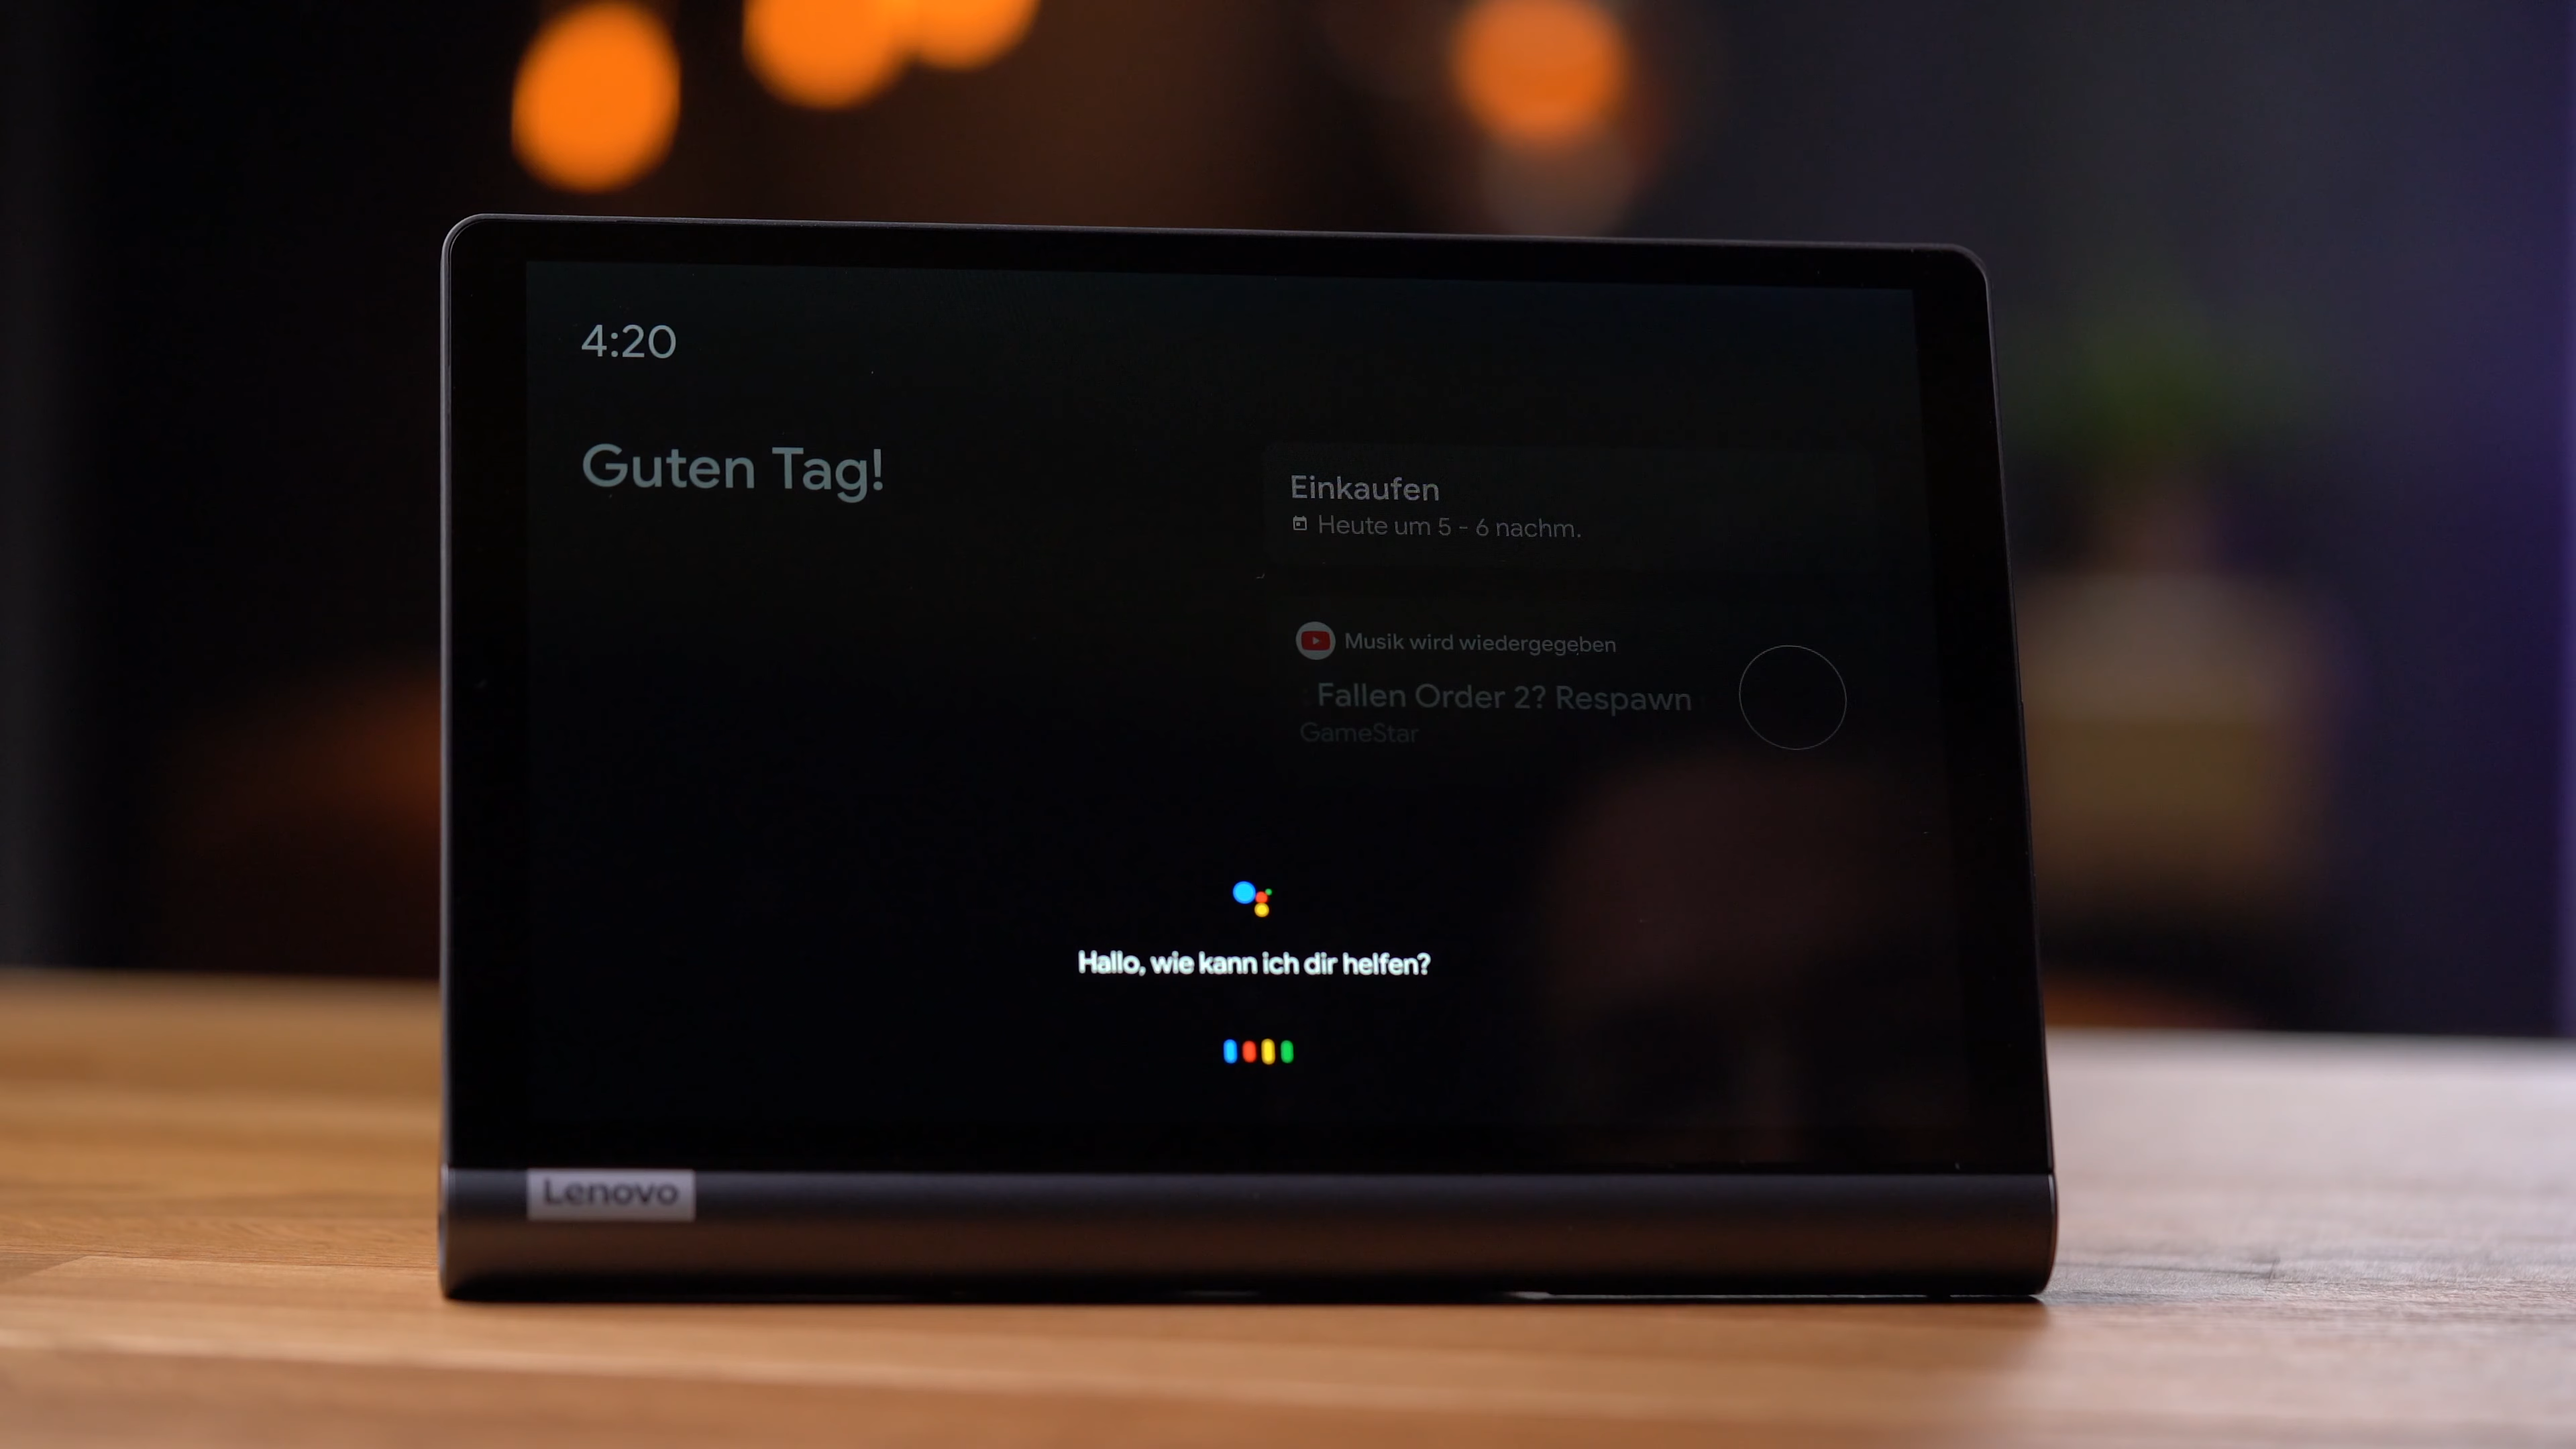 4:20
Guten Tag!
Einkaufen
Heute um 5 - 6 nachm.
Musik wird wiedergegeben
Fallen Order 2? Respawn
GameStar
Hallo, wie kann ich dir helfen?
Lenovo